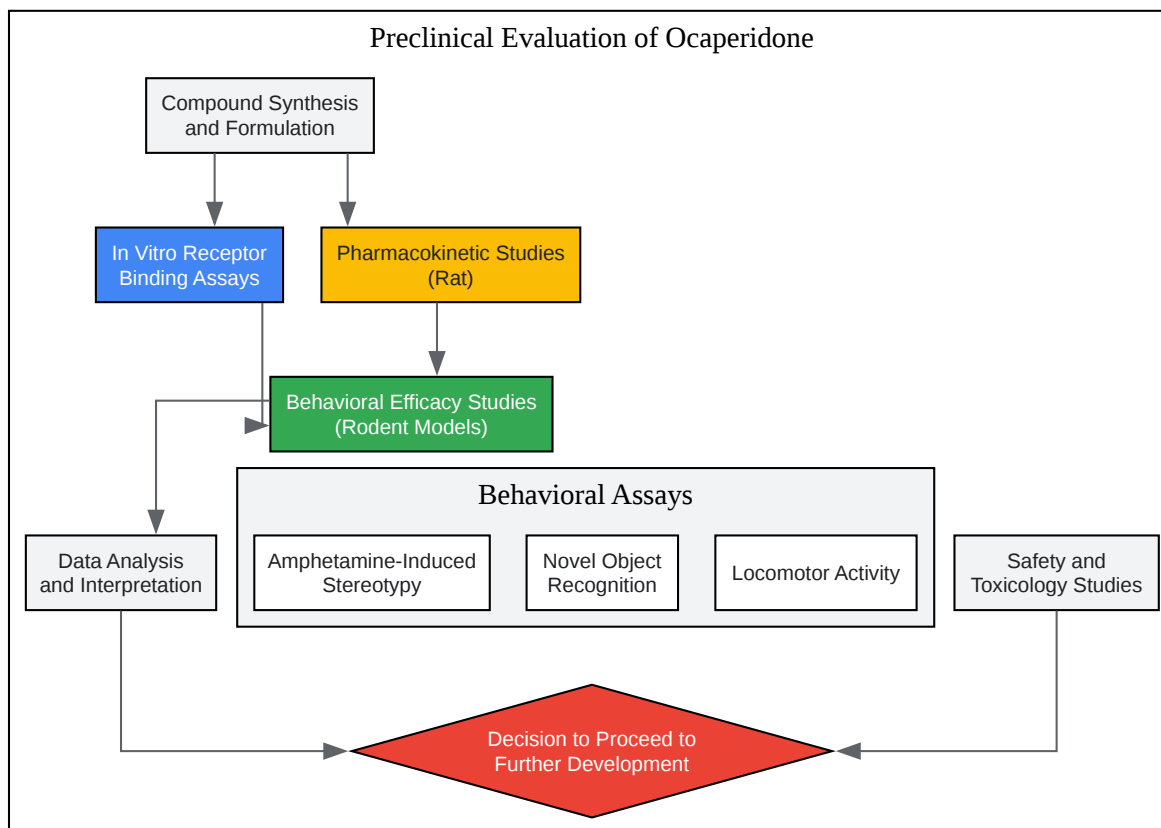 Preclinical Evaluation of Ocaperidone
Compound Synthesis
and Formulation
In Vitro Receptor
Binding Assays
Pharmacokinetic Studies
(Rat)
Behavioral Efficacy Studies
(Rodent Models)
Behavioral Assays
Data Analysis
and Interpretation
Amphetamine-Induced
Stereotypy
Novel Object
Recognition
Locomotor Activity
Safety and
Toxicology Studies
Decision to Proceed to
Further Development